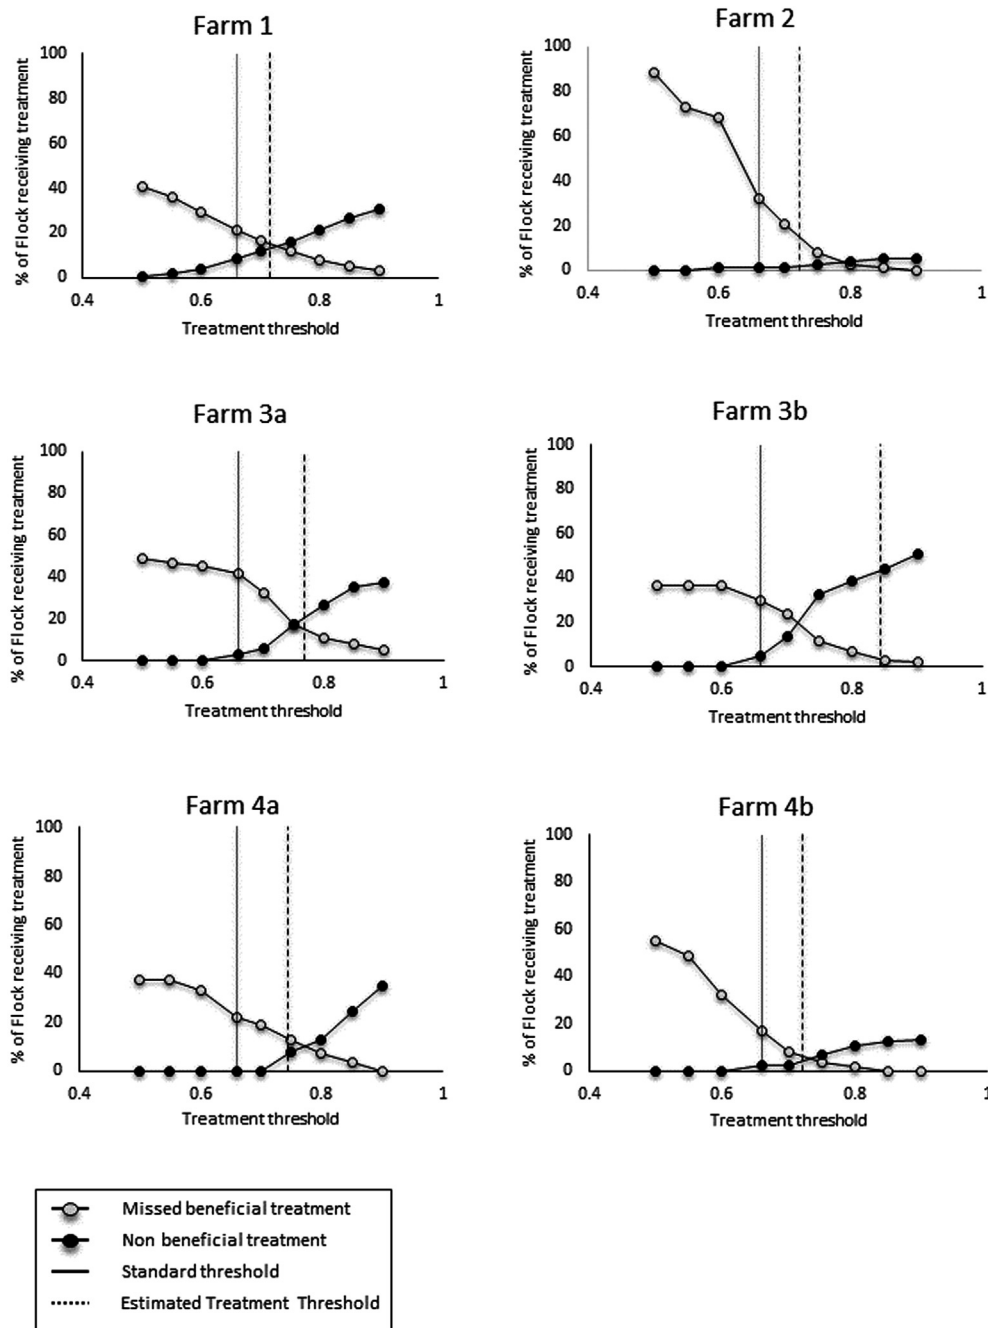 Farm 1
% of Flock receiving treatment
100
80
60
40
20
0
0.4
0.6
0.8
1
Treatment threshold
Farm 2
% of Flock receiving treatment
100
80
60
40
20
0
0.4
0.6
0.8
1
Treatment threshold
Farm 3a
% of Flock receiving treatment
100
80
60
40
20
0
0.4
0.6
0.8
1
Treatment threshold
Farm 3b
% of Flock receiving treatment
100
80
60
40
20
0
0.4
0.6
0.8
1
Treatment threshold
Farm 4a
% of Flock receiving treatment
100
80
60
40
20
0
0.4
0.6
0.8
1
Treatment threshold
Farm 4b
% of Flock receiving treatment
100
80
60
40
20
0
0.4
0.6
0.8
1
Treatment threshold
Missed beneficial treatment
Non beneficial treatment
Standard threshold
Estimated Treatment Threshold